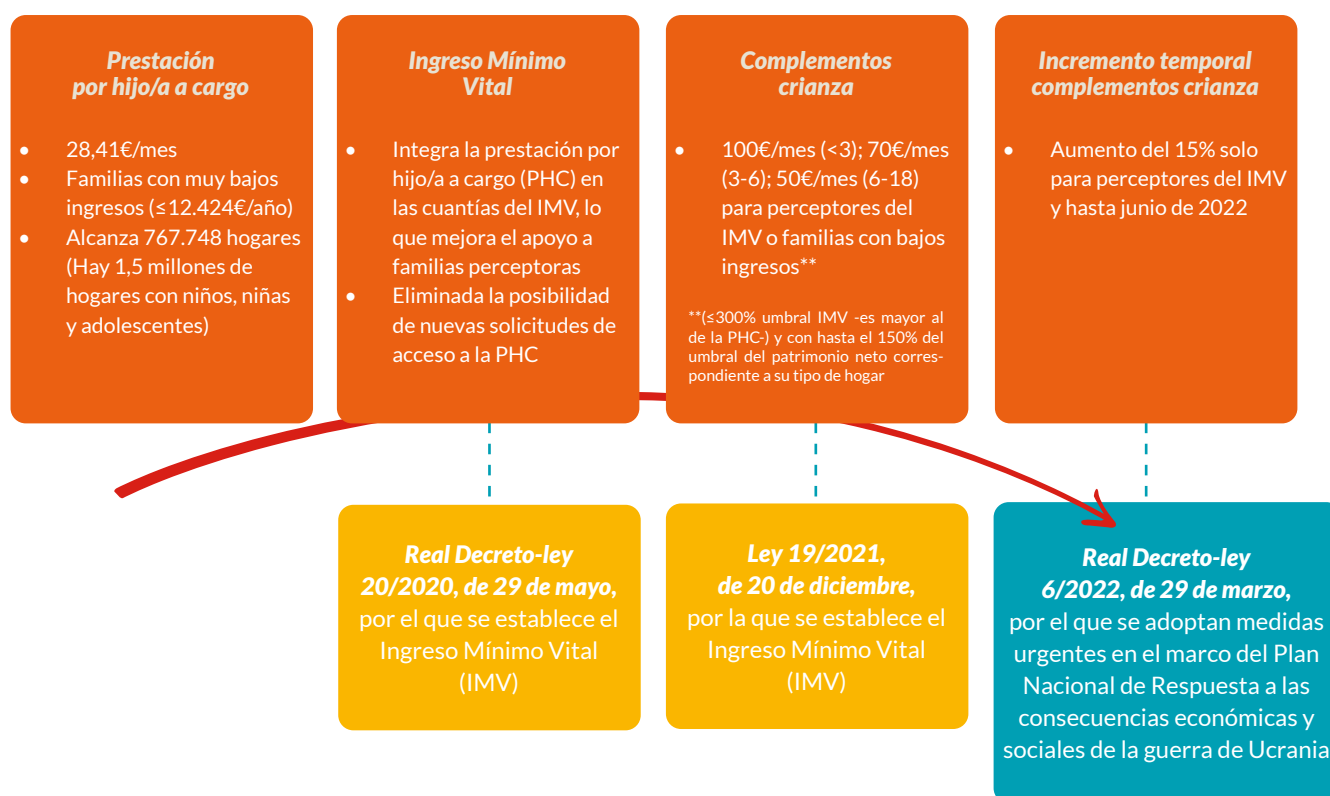 Prestación
por hijo/a a cargo
• 28,41€/mes
• Familias con muy bajos
ingresos (≤12.424€/año)
• Alcanza 767.748 hogares
(Hay 1,5 millones de
hogares con niños, niñas
y adolescentes)
Ingreso Mínimo
Vital
• Integra la prestación por
hijo/a a cargo (PHC) en
las cuantías del IMV, lo
que mejora el apoyo a
familias perceptoras
• Eliminada la posibilidad
de nuevas solicitudes de
acceso a la PHC
Complementos
crianza
• 100€/mes (<3); 70€/mes
(3-6); 50€/mes (6-18)
para perceptores del
IMV o familias con bajos
ingresos**
**(≤300% umbral IMV -es mayor al
de la PHC-) y con hasta el 150% del
umbral del patrimonio neto corres-
pondiente a su tipo de hogar
Incremento temporal
complementos crianza
• Aumento del 15% solo
para perceptores del IMV
y hasta junio de 2022
Real Decreto-ley
20/2020, de 29 de mayo,
por el que se establece el
Ingreso Mínimo Vital
(IMV)
Ley 19/2021,
de 20 de diciembre,
por la que se establece el
Ingreso Mínimo Vital
(IMV)
Real Decreto-ley
6/2022, de 29 de marzo,
por el que se adoptan medidas
urgentes en el marco del Plan
Nacional de Respuesta a las
consecuencias económicas y
sociales de la guerra de Ucrania